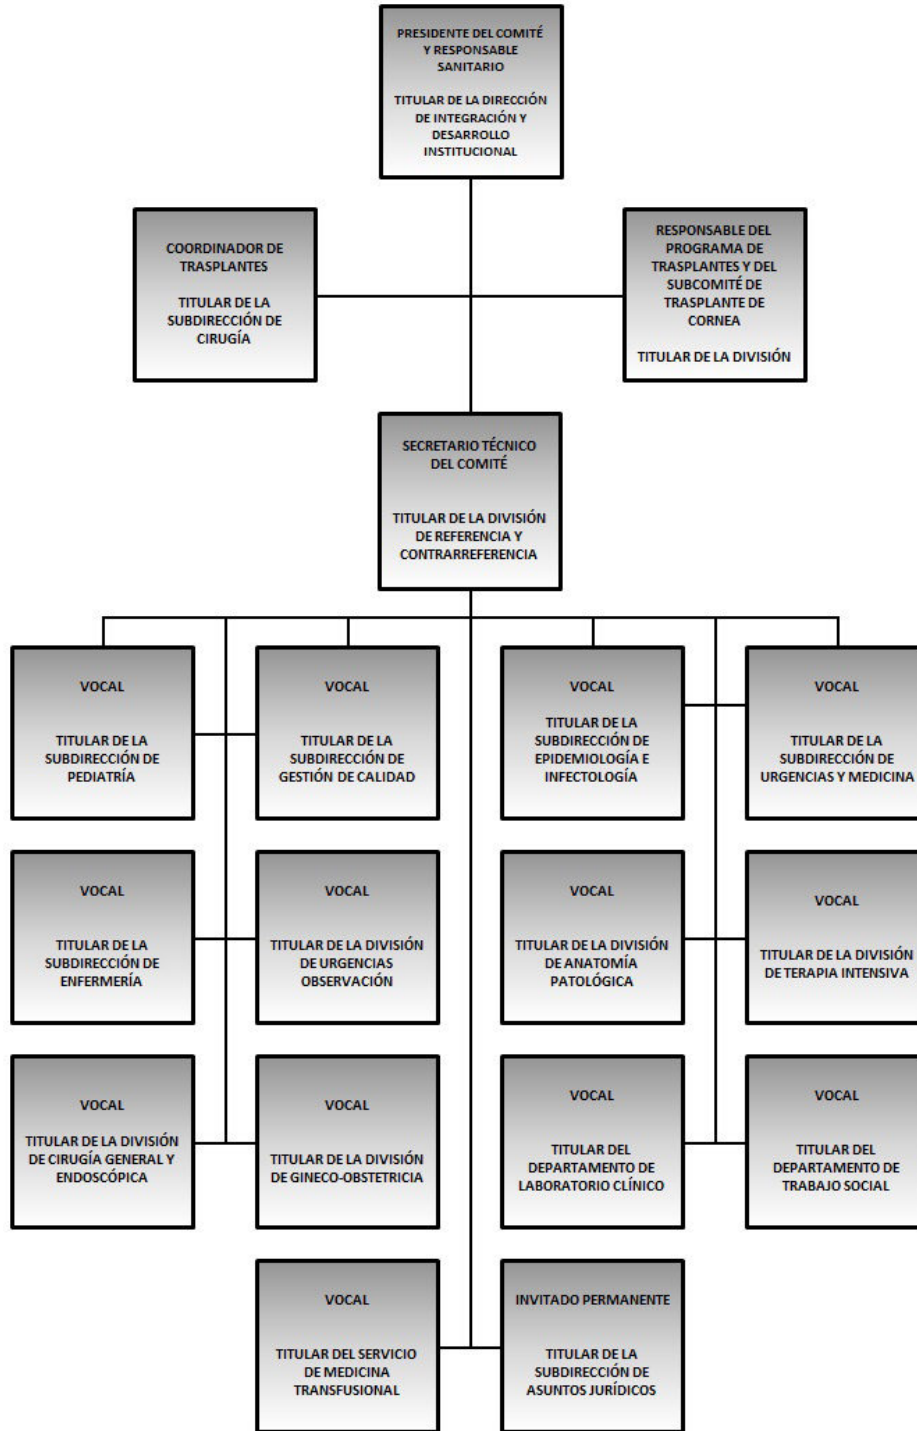 PRESIDENTE DEL COMITÉ
Y RESPONSABLE
SANITARIO
TITULAR DE LA DIRECCIÓN
DE INTEGRACIÓN Y
DESARROLLO
INSTITUCIONAL
COORDINADOR DE
TRASPLANTES
TITULAR DE LA
SUBDIRECCIÓN DE
CIRUGÍA
RESPONSABLE DEL
PROGRAMA DE
TRASPLANTES Y DEL
SUBCOMITÉ DE
TRASPLANTE DE
CORNEA
TITULAR DE LA DIVISIÓN
SECRETARIO TÉCNICO
DEL COMITÉ
TITULAR DE LA DIVISIÓN
DE REFERENCIA Y
CONTRARREFERENCIA
VOCAL
TITULAR DE LA
SUBDIRECCIÓN DE
PEDIATRÍA
VOCAL
TITULAR DE LA
SUBDIRECCIÓN DE
GESTIÓN DE CALIDAD
VOCAL
TITULAR DE LA
SUBDIRECCIÓN DE
EPIDEMIOLOGÍA E
INFECTOLOGÍA
VOCAL
TITULAR DE LA
SUBDIRECCIÓN DE
URGENCIAS Y MEDICINA
VOCAL
TITULAR DE LA
SUBDIRECCIÓN DE
ENFERMERÍA
VOCAL
TITULAR DE LA DIVISIÓN
DE URGENCIAS
OBSERVACIÓN
VOCAL
TITULAR DE LA DIVISIÓN
DE ANATOMÍA
PATOLÓGICA
VOCAL
TITULAR DE LA DIVISIÓN
DE TERAPIA INTENSIVA
VOCAL
TITULAR DE LA DIVISIÓN
DE CIRUGÍA GENERAL Y
ENDOSCÓPICA
VOCAL
TITULAR DE LA DIVISIÓN
DE GINECO-OBSTETRICIA
VOCAL
TITULAR DEL
DEPARTAMENTO DE
LABORATORIO CLÍNICO
VOCAL
TITULAR DEL
DEPARTAMENTO DE
TRABAJO SOCIAL
VOCAL
TITULAR DEL SERVICIO
DE MEDICINA
TRANSFUSIONAL
INVITADO PERMANENTE
TITULAR DE LA
SUBDIRECCIÓN DE
ASUNTOS JURÍDICOS